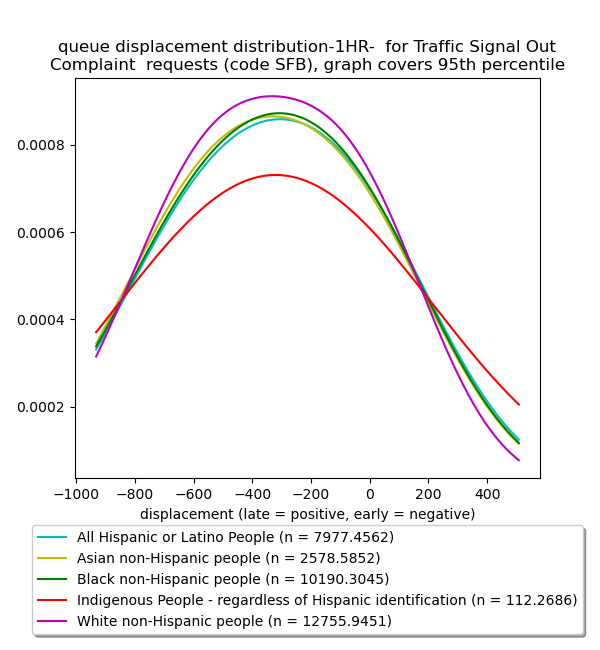 queue displacement distribution-1HR-  for Traffic Signal Out
Complaint  requests (code SFB), graph covers 95th percentile
0.0008
0.0006
0.0004
0.0002
−1000 −800 −600 −400 −200 0 200 400
displacement (late = positive, early = negative)
All Hispanic or Latino People (n = 7977.4562)
Asian non-Hispanic people (n = 2578.5852)
Black non-Hispanic people (n = 10190.3045)
Indigenous People - regardless of Hispanic identification (n = 112.2686)
White non-Hispanic people (n = 12755.9451)